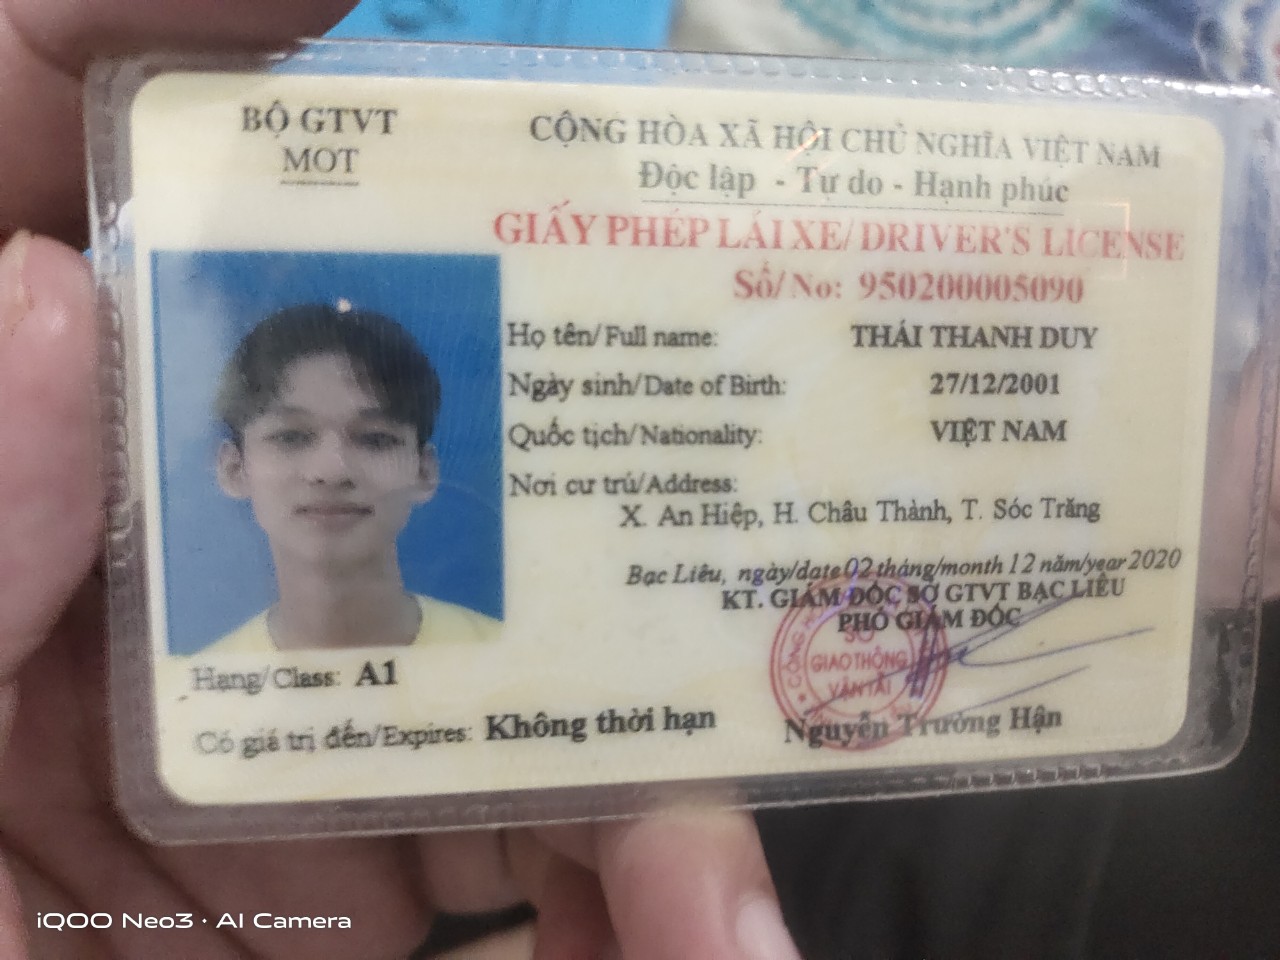 BỘ GTVT
MOT
CỘNG HÒA XÃ HỘI CHỦ NGHĨA VIỆT NAM
Độc lập - Tự do - Hạnh phúc
GIẤY PHÉP LÁI XE/ DRIVER'S LICENSE
Số/ No: 950200005090
Họ tên/ Full name: THÁI THANH DUY
Ngày sinh/Date of Birth: 27/12/2001
Quốc tịch/Nationality: VIỆT NAM
Nơi cư trú/Address:
X. An Hiệp, H. Châu Thành, T. Sóc Trăng
Bạc Liêu, ngày/date 02 tháng/month 12 năm/year 2020
KT. GIÁM ĐỐC SỞ GTVT BẠC LIÊU
PHÓ GIÁM ĐỐC
SỞ
GIAO THÔNG
VẬN TẢI
Nguyễn Trường Hận
Hạng/Class: A1
Có giá trị đến/Expires: Không thời hạn
iQOO Neo3 · AI Camera